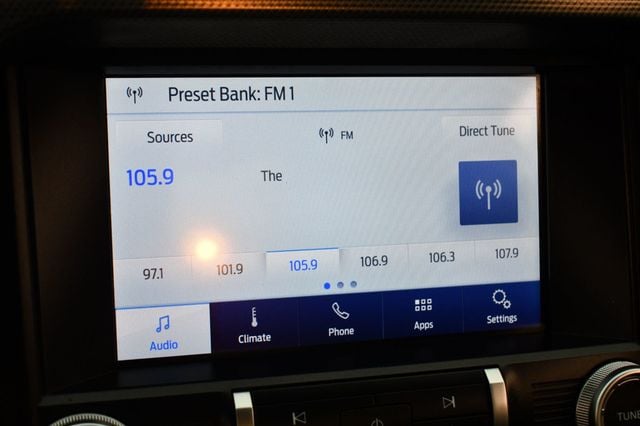 Preset Bank: FM 1
Sources
FM
Direct Tune
105.9
The
97.1
101.9
105.9
106.9
106.3
107.9
Audio
Climate
Phone
Apps
Settings
TUNE